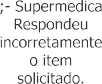 ;- Supermedica
Respondeu
incorretamente
o item
solicitado.